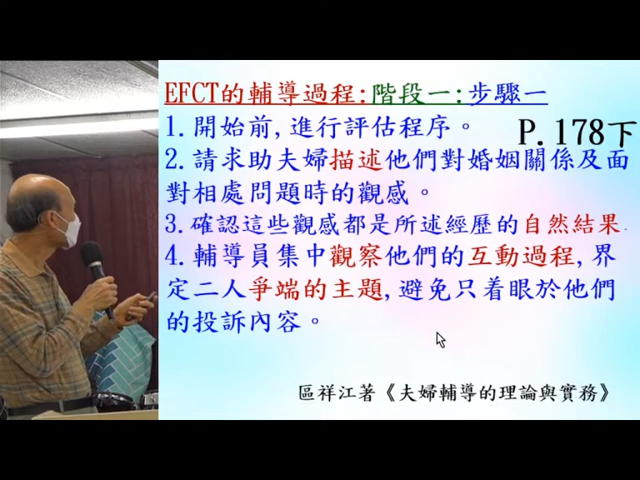 EFCT的輔導過程:階段一:步驟一
1.開始前,進行評估程序。
P.178下
2.請求助夫婦描述他們對婚姻關係及面
對相處問題時的觀感。
3.確認這些觀感都是所述經歷的自然結果.
4.輔導員集中觀察他們的互動過程,界
定二人爭端的主題,避免只着眼於他們
的投訴內容。
區祥江著《夫婦輔導的理論與實務》